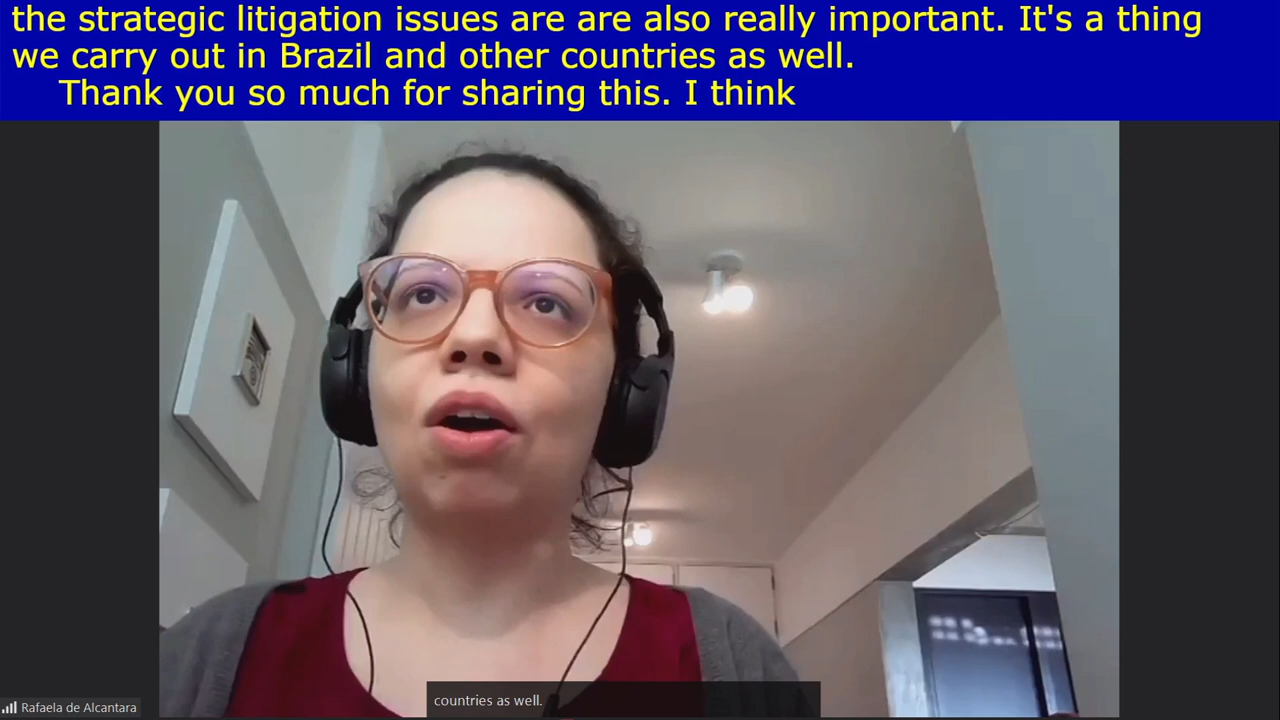 the strategic litigation issues are are also really important. It's a thing
we carry out in Brazil and other countries as well.
Thank you so much for sharing this. I think
countries as well.
Rafaela de Alcantara